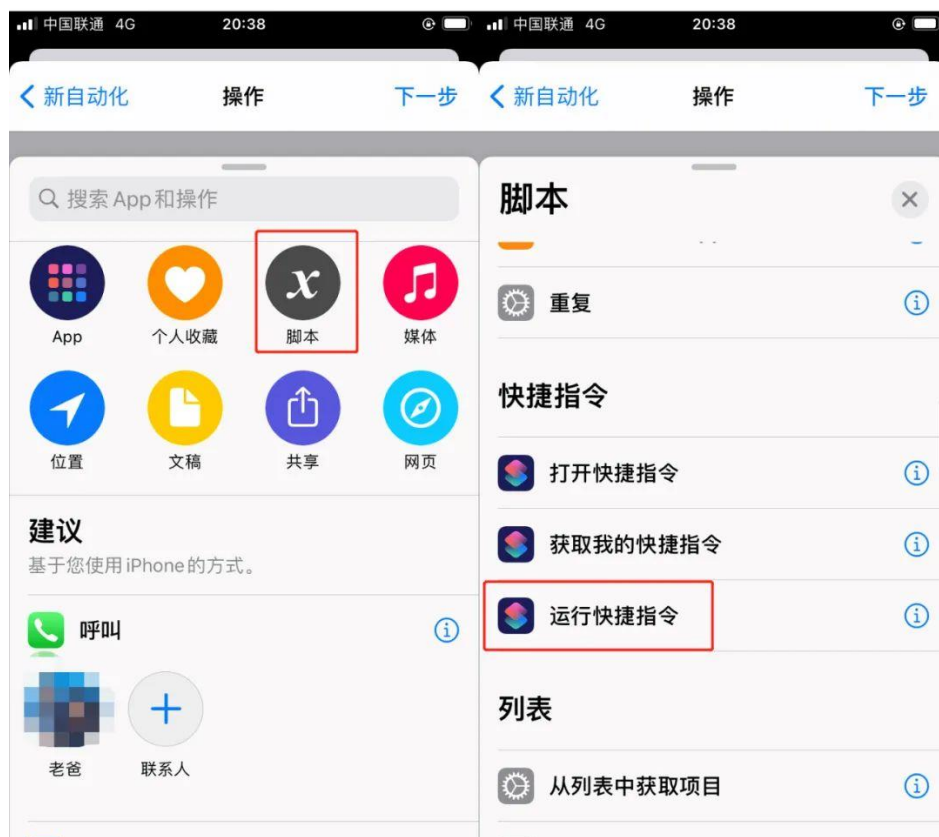 中国联通 4G 20:38
新自动化 操作 下一步
搜索App和操作
App 个人收藏 脚本 媒体
位置 文稿 共享 网页
建议
基于您使用iPhone的方式。
呼叫
老爸 联系人
中国联通 4G 20:38
新自动化 操作 下一步
脚本
重复
快捷指令
打开快捷指令
获取我的快捷指令
运行快捷指令
列表
从列表中获取项目